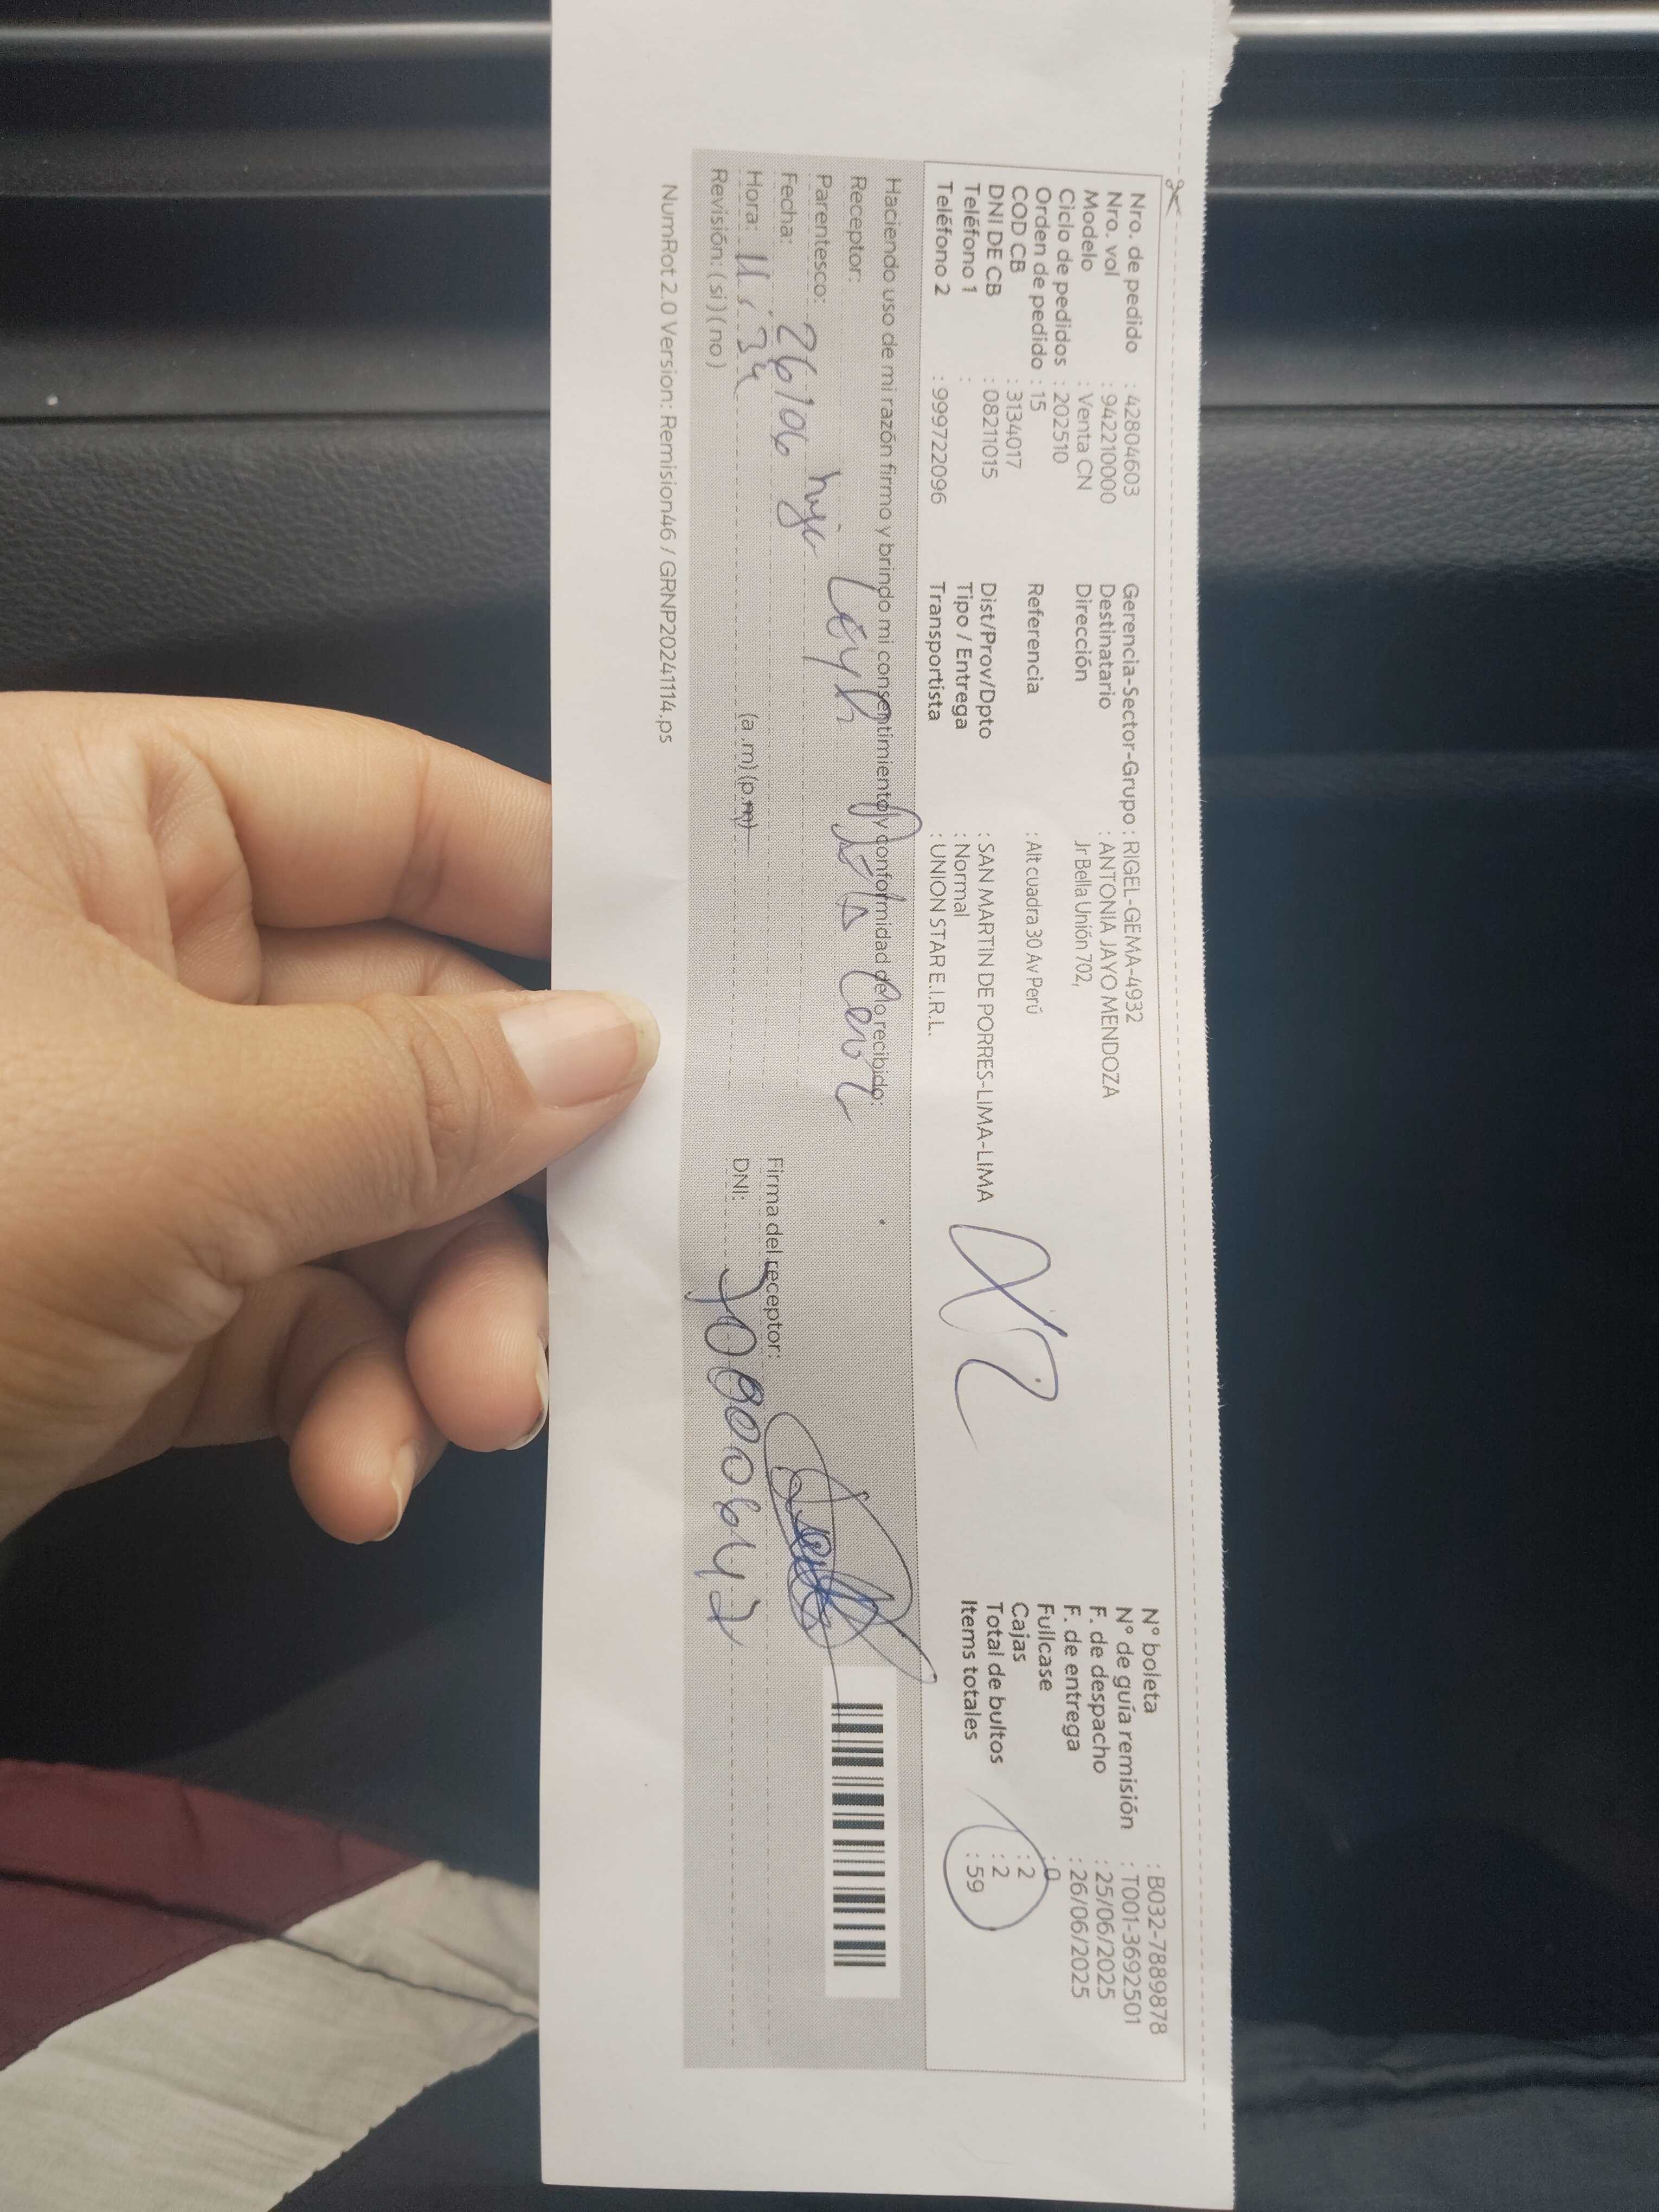 Nro. de pedido : 42804603
Nro. vol : 942210000
Modelo : Venta CN
Ciclo de pedidos : 202510
Orden de pedido : 15
COD CB : 3134017
DNI DE CB : 08211015
Teléfono 1 :
Teléfono 2 : 999722096
Gerencia-Sector-Grupo : RIGEL-GEMA-4932
Destinatario : ANTONIA JAYO MENDOZA
Dirección Jr Bella Unión 702,
Referencia : Alt cuadra 30 Av Perú
Dist/Prov/Dpto : SAN MARTIN DE PORRES-LIMA-LIMA
Tipo / Entrega : Normal
Transportista : UNION STAR E.I.R.L.
N° boleta : B032-7889878
N° de guía remisión : T001-3692501
F. de despacho : 25/06/2025
F. de entrega : 26/06/2025
Fullcase : 0
Cajas : 2
Total de bultos : 2
Items totales : 59
Haciendo uso de mi razón firmo y brindo mi consentimiento y conformidad de lo recibido:
Receptor:
Parentesco: hijo
Fecha: 26/06
Hora: 11:34 (a.m) (p.m)
Revisión: (si) (no)
Firma del receptor:
DNI:
NumRot 2.0 Version: Remision46 / GRNP20241114.ps